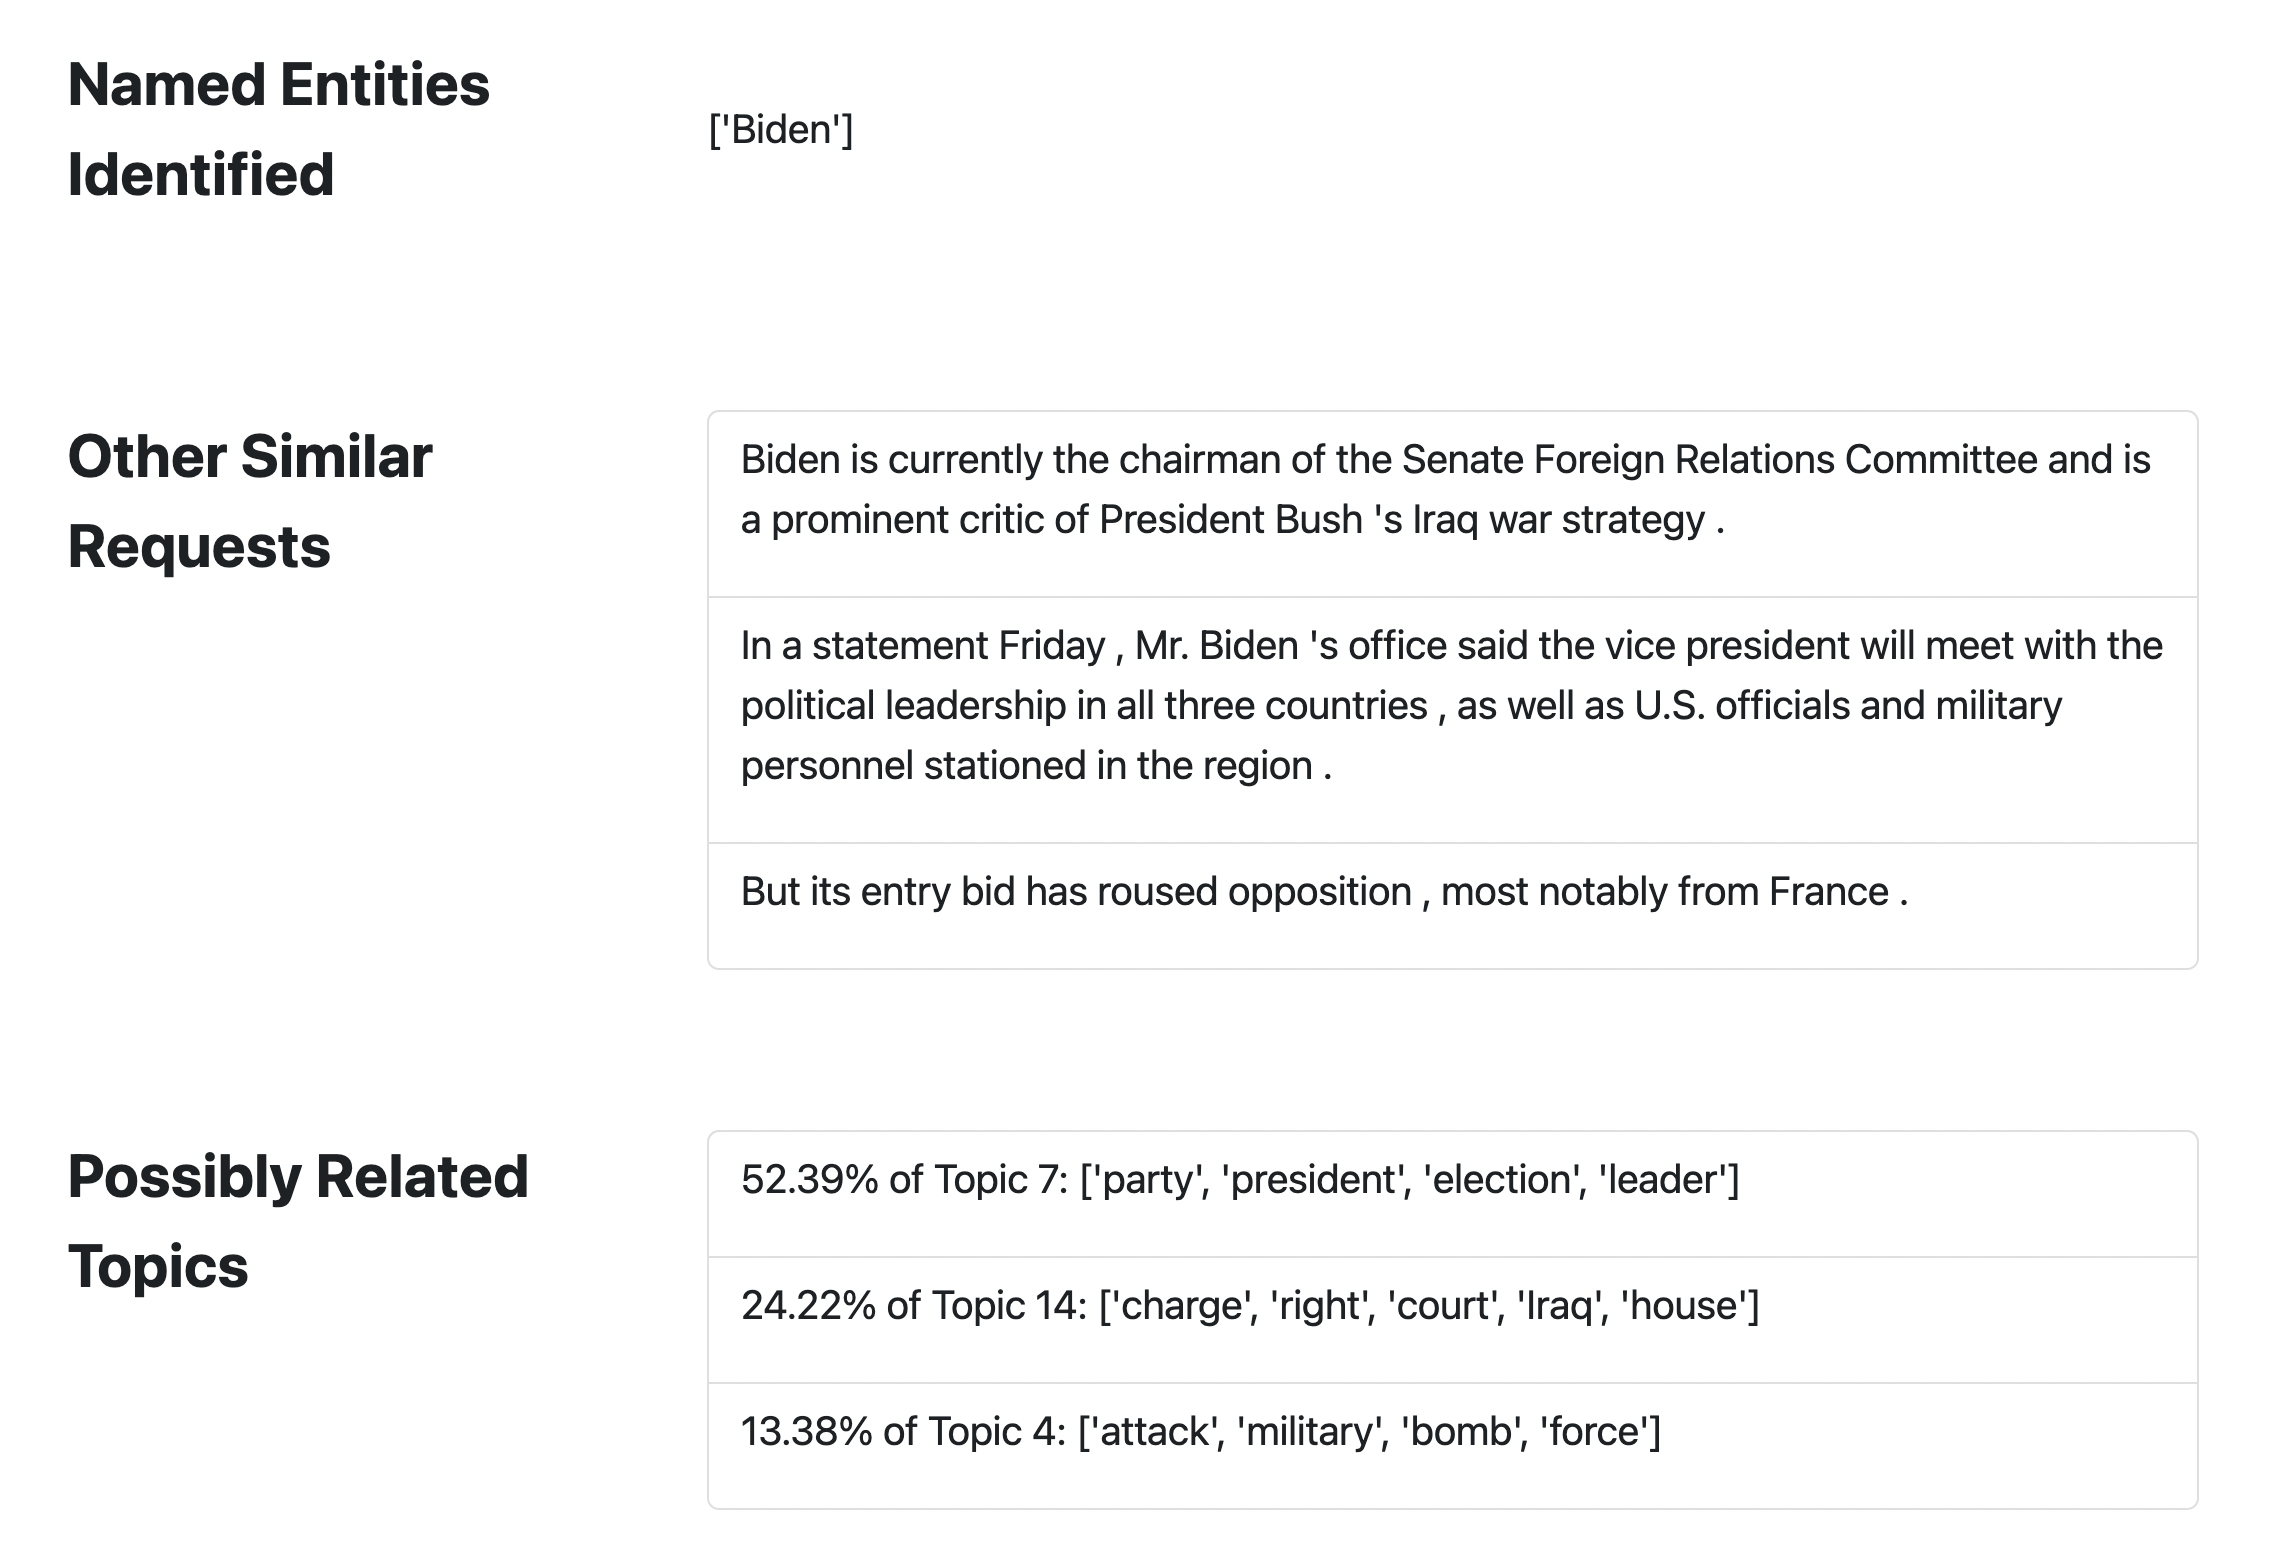 Named Entities
Identified
['Biden']
Other Similar
Requests
Biden is currently the chairman of the Senate Foreign Relations Committee and is
a prominent critic of President Bush 's Iraq war strategy .
In a statement Friday , Mr. Biden 's office said the vice president will meet with the
political leadership in all three countries , as well as U.S. officials and military
personnel stationed in the region .
But its entry bid has roused opposition , most notably from France .
Possibly Related
Topics
52.39% of Topic 7: ['party', 'president', 'election', 'leader']
24.22% of Topic 14: ['charge', 'right', 'court', 'Iraq', 'house']
13.38% of Topic 4: ['attack', 'military', 'bomb', 'force']